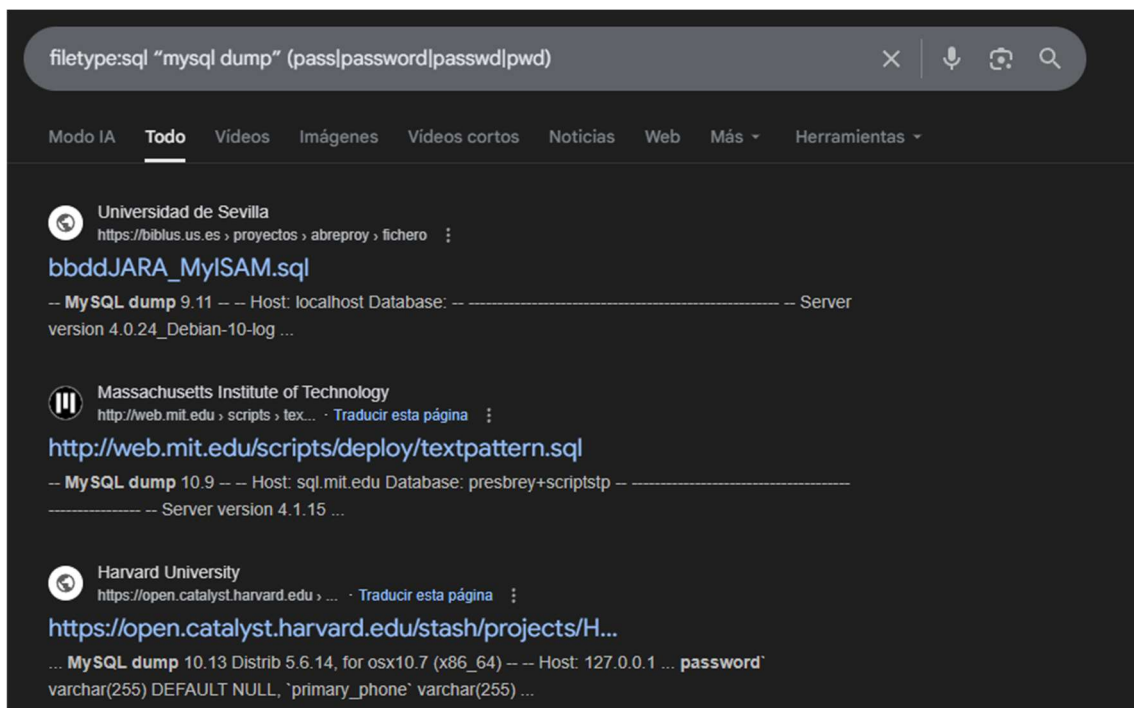 filetype:sql “mysql dump” (pass|password|passwd|pwd)
Modo IA Todo Vídeos Imágenes Vídeos cortos Noticias Web Más Herramientas
Universidad de Sevilla
https://biblus.us.es › proyectos › abreproy › fichero
bbddJARA_MyISAM.sql
-- MySQL dump 9.11 -- -- Host: localhost Database: -- ------------------------------------------------------ -- Server
version 4.0.24_Debian-10-log ...
Massachusetts Institute of Technology
http://web.mit.edu › scripts › tex... · Traducir esta página
http://web.mit.edu/scripts/deploy/textpattern.sql
-- MySQL dump 10.9 -- -- Host: sql.mit.edu Database: presbrey+scriptstp -- --------------------------------------
---------------- -- Server version 4.1.15 ...
Harvard University
https://open.catalyst.harvard.edu › ... · Traducir esta página
https://open.catalyst.harvard.edu/stash/projects/H...
... MySQL dump 10.13 Distrib 5.6.14, for osx10.7 (x86_64) -- -- Host: 127.0.0.1 ... password`
varchar(255) DEFAULT NULL, `primary_phone` varchar(255) ...